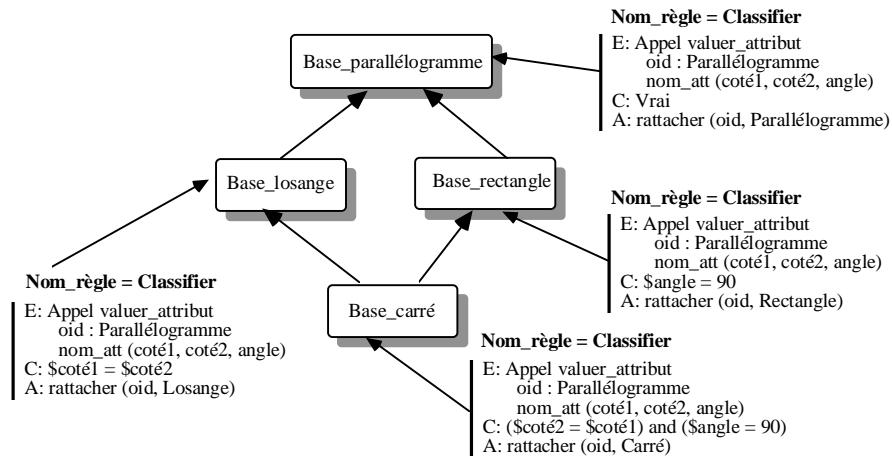 Nom_règle = Classifier
E: Appel valuer_attribut
oid : Parallélogramme
nom_att (coté1, coté2, angle)
C: Vrai
A: rattacher (oid, Parallélogramme)
Base_parallélogramme
Base_losange
Base_rectangle
Nom_règle = Classifier
E: Appel valuer_attribut
oid : Parallélogramme
nom_att (coté1, coté2, angle)
C: $angle = 90
A: rattacher (oid, Rectangle)
Nom_règle = Classifier
E: Appel valuer_attribut
oid : Parallélogramme
nom_att (coté1, coté2, angle)
C: $coté1 = $coté2
A: rattacher (oid, Losange)
Base_carré
Nom_règle = Classifier
E: Appel valuer_attribut
oid : Parallélogramme
nom_att (coté1, coté2, angle)
C: ($coté2 = $coté1) and ($angle = 90)
A: rattacher (oid, Carré)